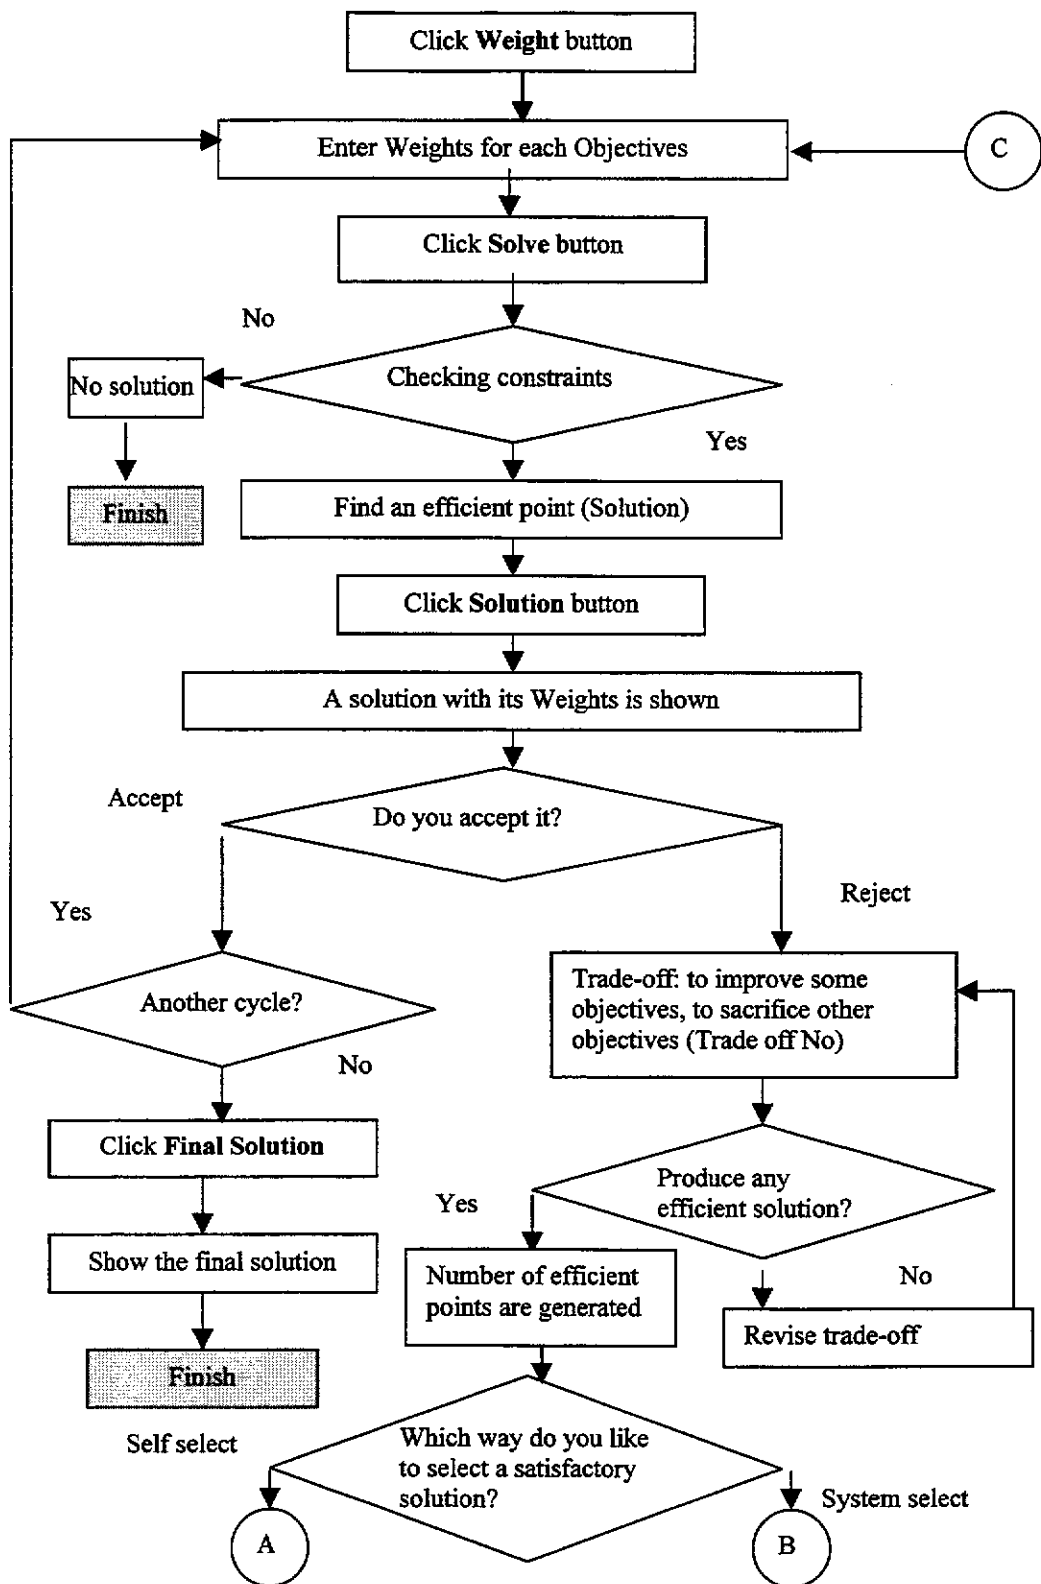 Click Weight button
Enter Weights for each Objectives
C
Click Solve button
No
Checking constraints
No solution
Yes
Finish
Find an efficient point (Solution)
Click Solution button
A solution with its Weights is shown
Accept
Do you accept it?
Reject
Yes
Another cycle?
Trade-off: to improve some
objectives, to sacrifice other
objectives (Trade off No)
No
Click Final Solution
Produce any
efficient solution?
Yes
Show the final solution
Number of efficient
points are generated
No
Revise trade-off
Finish
Self select
Which way do you like
to select a satisfactory
solution?
System select
A
B